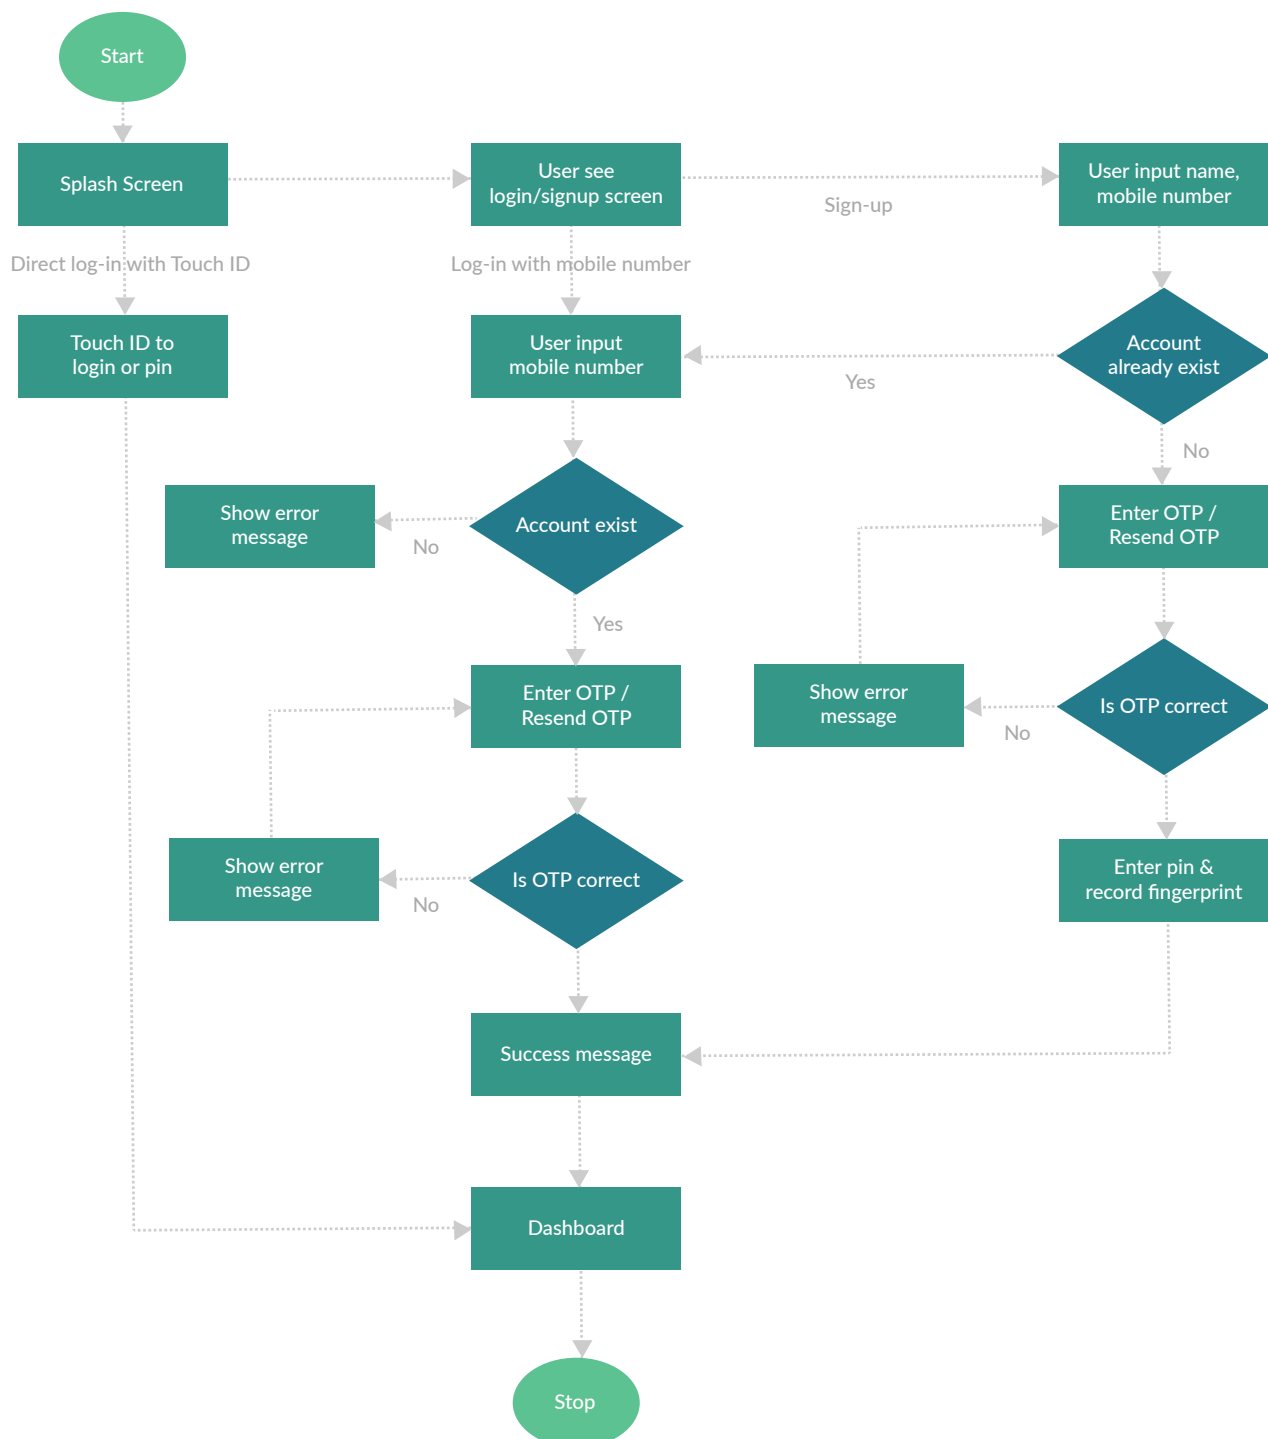 Start
Splash Screen
User see
login/signup screen
Sign-up
User input name,
mobile number
Direct log-in with Touch ID
Log-in with mobile number
Touch ID to
login or pin
User input
mobile number
Yes
Account
already exist
No
Show error
message
No
Account exist
Enter OTP /
Resend OTP
Yes
Enter OTP /
Resend OTP
Show error
message
No
Is OTP correct
Show error
message
No
Is OTP correct
Enter pin &
record fingerprint
Success message
Dashboard
Stop